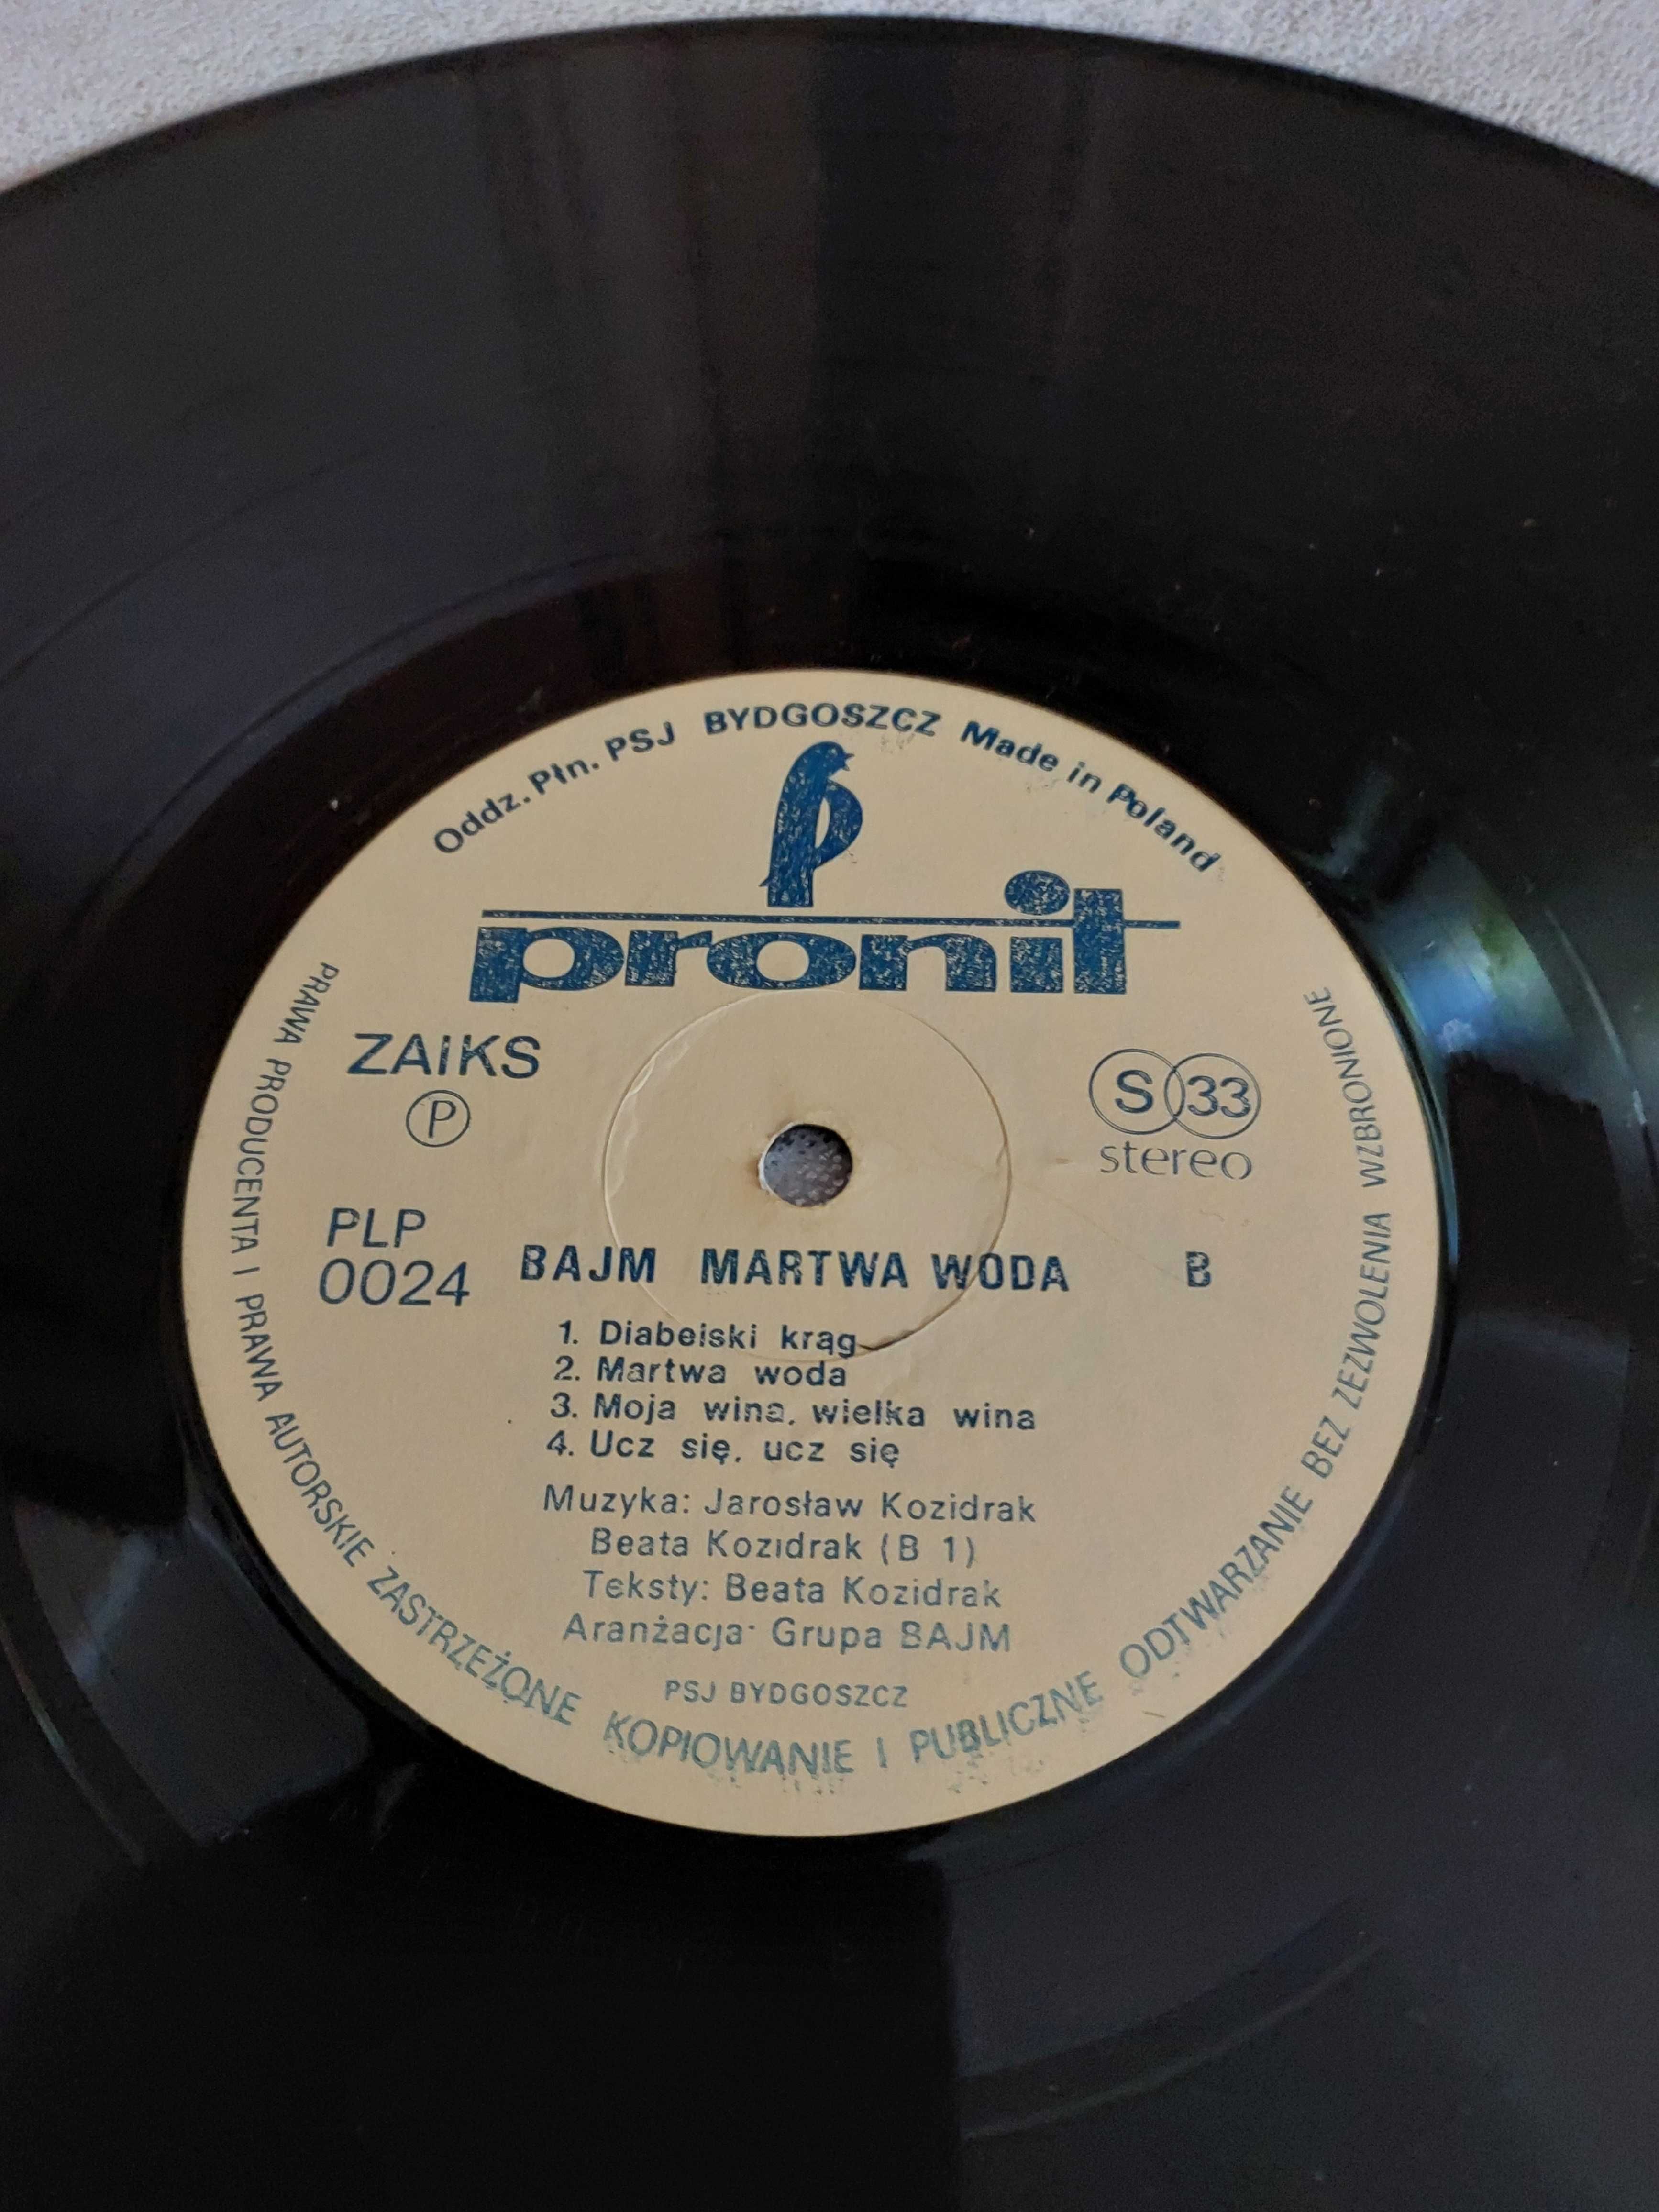 Oddz. Płn. PSJ BYDGOSZCZ Made in Poland
pronit
ZAIKS
P
S 33
stereo
PLP
0024
BAJM MARTWA WODA B
1. Diabelski krąg
2. Martwa woda
3. Moja wina, wielka wina
4. Ucz się, ucz się
Muzyka: Jarosław Kozidrak
Beata Kozidrak (B 1)
Teksty: Beata Kozidrak
Aranżacja: Grupa BAJM
PSJ BYDGOSZCZ
PRAWA PRODUCENTA I PRAWA AUTORSKIE ZASTRZEŻONE KOPIOWANIE I PUBLICZNE ODTWARZANIE BEZ ZEZWOLENIA WZBRONIONE